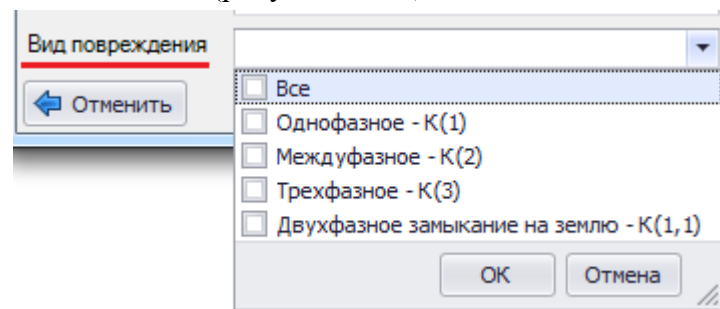 Вид повреждения
Отменить
Все
Однофазное - К(1)
Междуфазное - К(2)
Трехфазное - К(3)
Двухфазное замыкание на землю - К(1,1)
ОК
Отмена